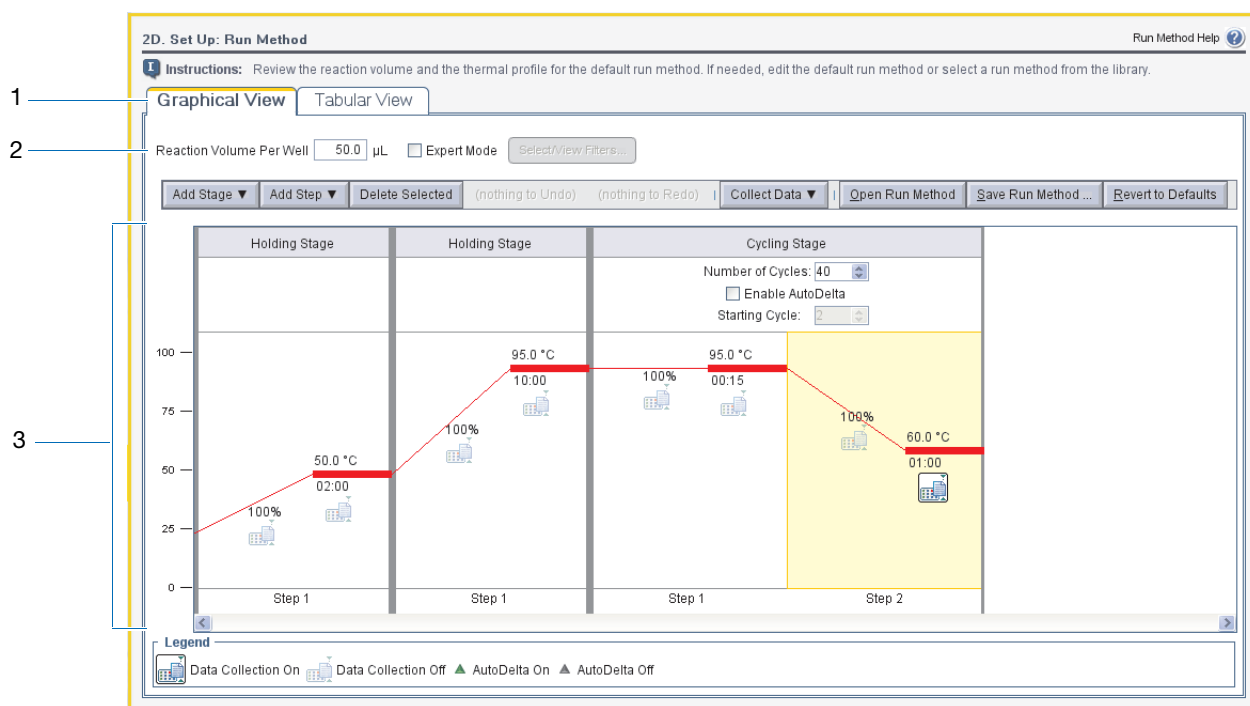 2D. Set Up: Run Method
Run Method Help ?
I Instructions: Review the reaction volume and the thermal profile for the default run method. If needed, edit the default run method or select a run method from the library.
1
Graphical View Tabular View
2
Reaction Volume Per Well 50.0 µL Expert Mode Select/View Filters...
Add Stage ▼ Add Step ▼ Delete Selected (nothing to Undo) (nothing to Redo) Collect Data ▼ Open Run Method Save Run Method ... Revert to Defaults
3
Holding Stage Holding Stage Cycling Stage
Number of Cycles: 40
Enable AutoDelta
Starting Cycle: 2
100
75
50
25
0
100%
50.0 °C
02:00
100%
95.0 °C
10:00
100%
95.0 °C
00:15
100%
60.0 °C
01:00
Step 1 Step 1 Step 1 Step 2
Legend
Data Collection On Data Collection Off AutoDelta On AutoDelta Off